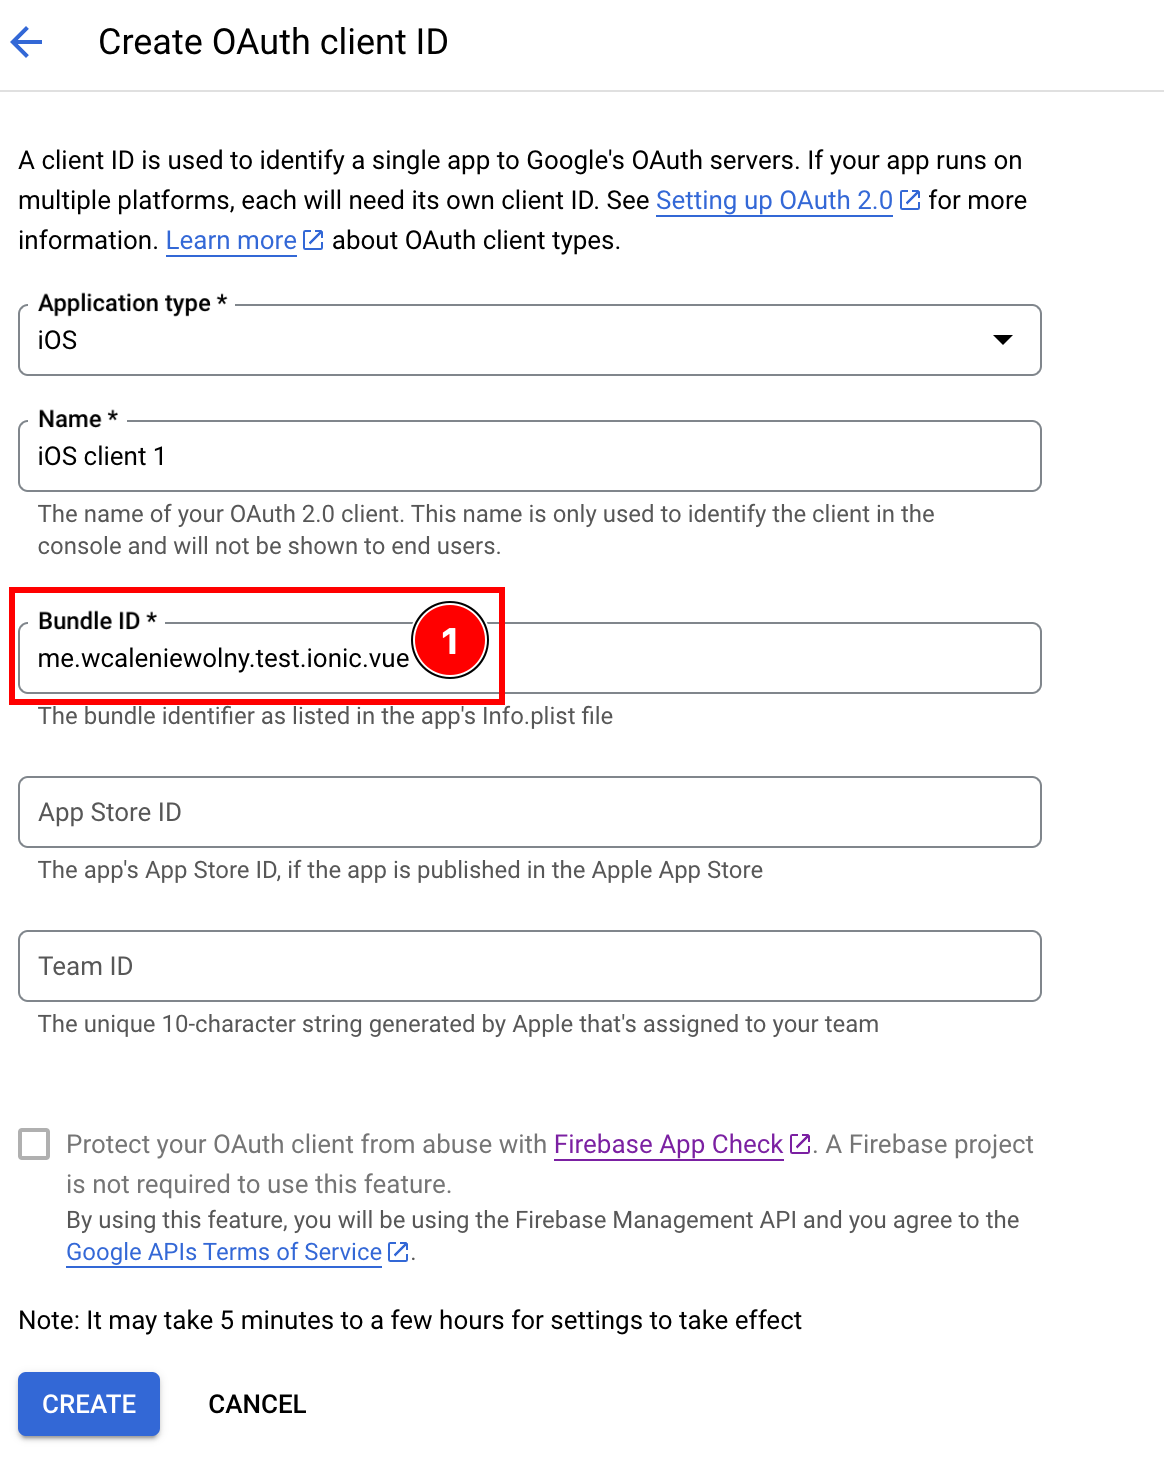 Create OAuth client ID
A client ID is used to identify a single app to Google's OAuth servers. If your app runs on
multiple platforms, each will need its own client ID. See Setting up OAuth 2.0 for more
information. Learn more about OAuth client types.
Application type *
iOS
Name *
iOS client 1
The name of your OAuth 2.0 client. This name is only used to identify the client in the
console and will not be shown to end users.
Bundle ID *
me.wcaleniewolny.test.ionic.vue
1
The bundle identifier as listed in the app's Info.plist file
App Store ID
The app's App Store ID, if the app is published in the Apple App Store
Team ID
The unique 10-character string generated by Apple that's assigned to your team
Protect your OAuth client from abuse with Firebase App Check. A Firebase project
is not required to use this feature.
By using this feature, you will be using the Firebase Management API and you agree to the
Google APIs Terms of Service.
Note: It may take 5 minutes to a few hours for settings to take effect
CREATE CANCEL